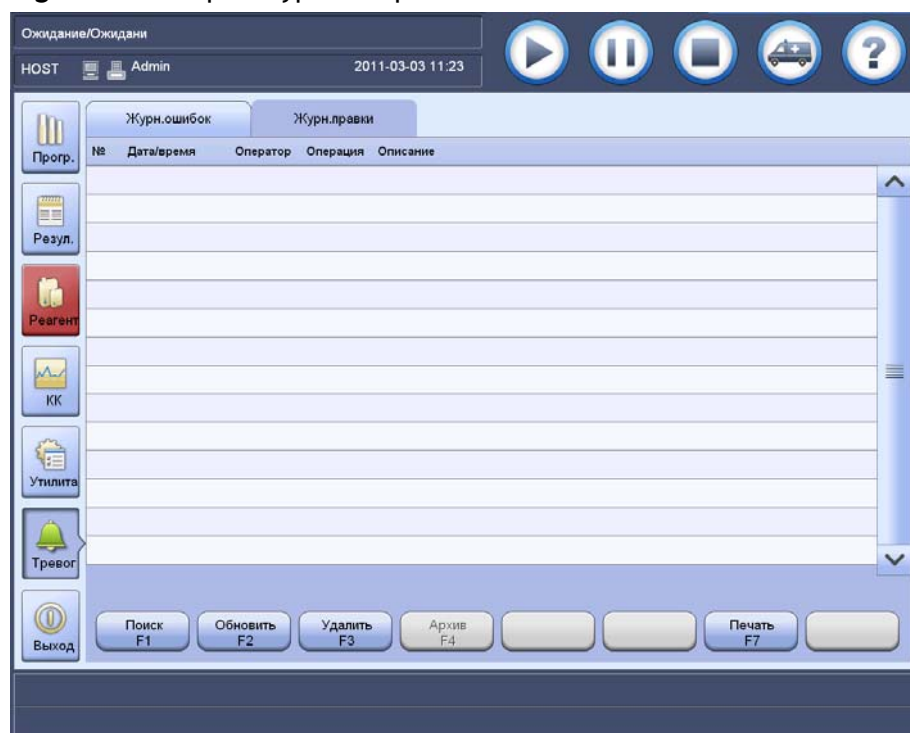 Ожидание/Ожидани
HOST Admin 2011-03-03 11:23
Журн.ошибок Журн.правки
№ Дата/время Оператор Операция Описание
Прогр.
Резул.
Реагент
КК
Утилита
Тревог
Выход
Поиск Обновить Удалить Архив Печать
F1 F2 F3 F4 F7